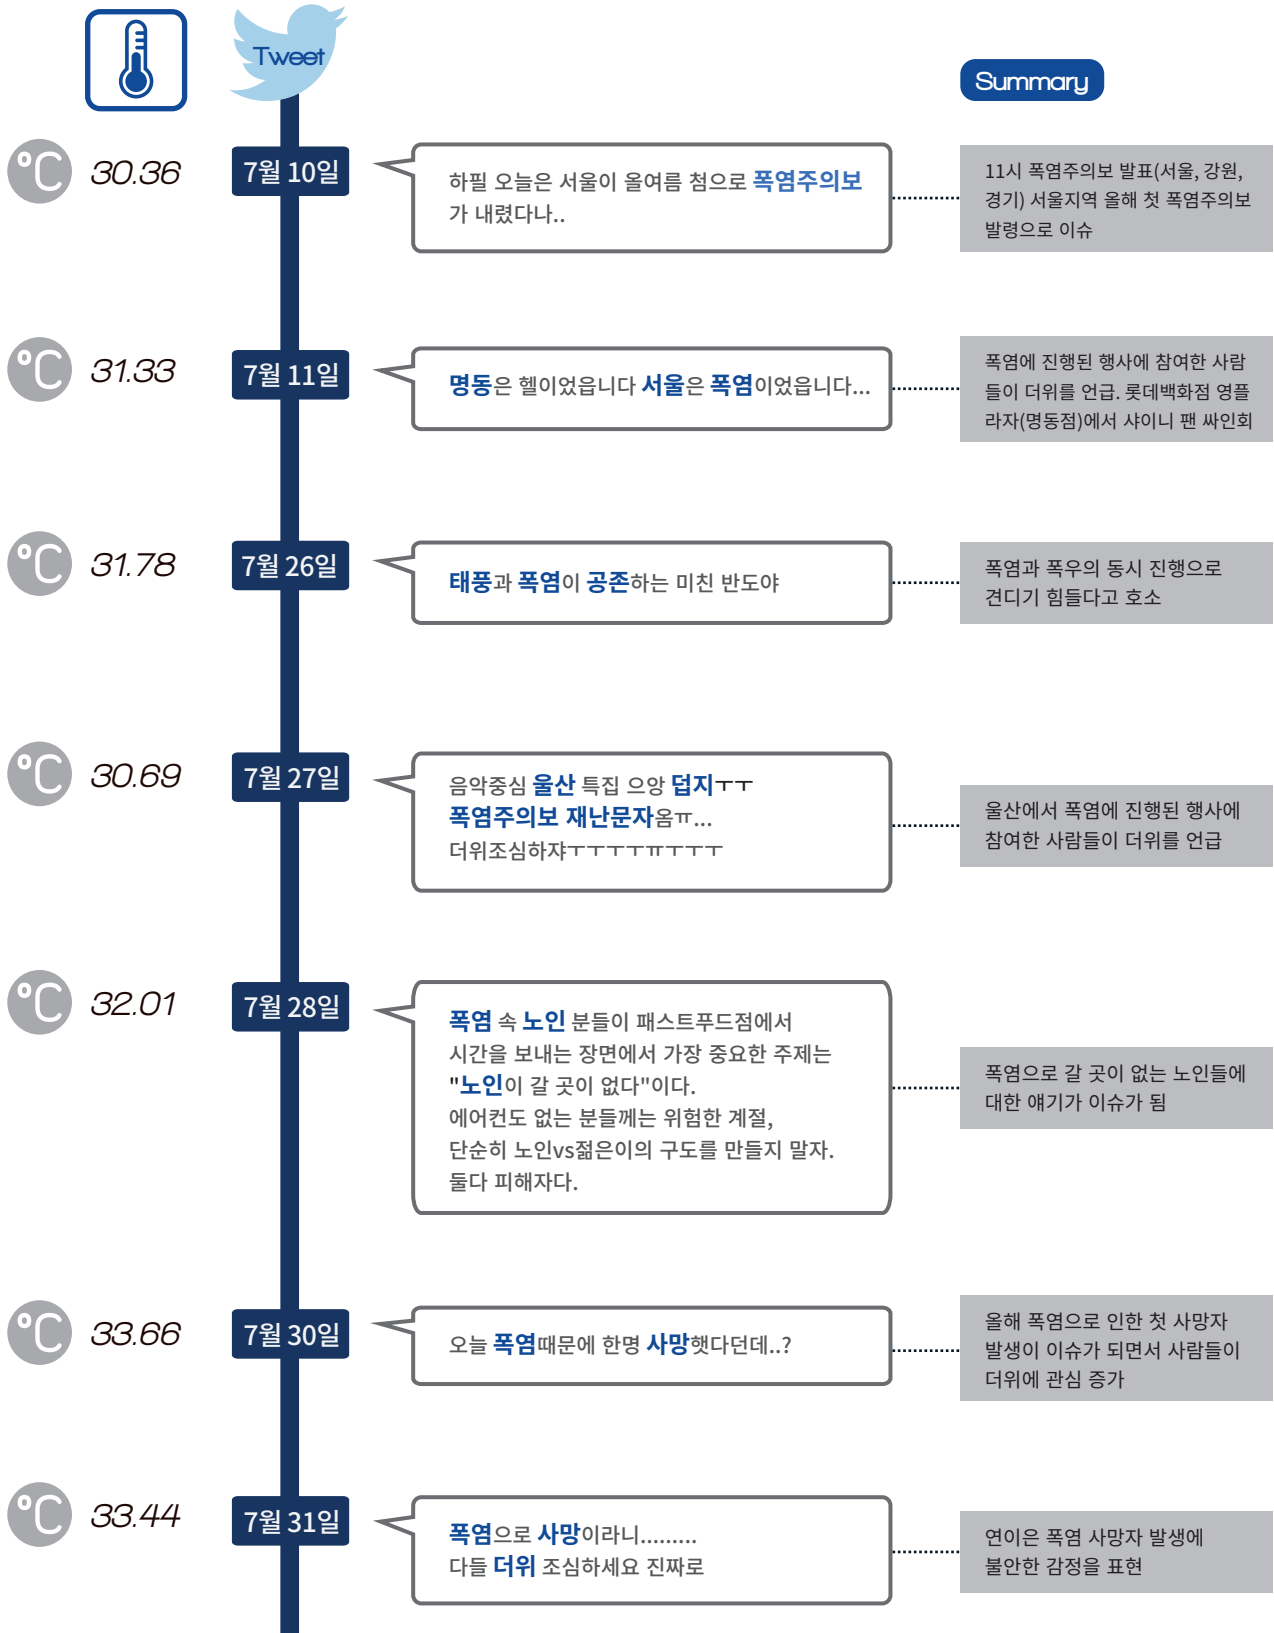 Tweet
Summary
°C 30.36
7월 10일
하필 오늘은 서울이 올여름 첨으로 폭염주의보
가 내렸다나..
11시 폭염주의보 발표(서울, 강원,
경기) 서울지역 올해 첫 폭염주의보
발령으로 이슈
°C 31.33
7월 11일
명동은 헬이었읍니다 서울은 폭염이었읍니다...
폭염에 진행된 행사에 참여한 사람
들이 더위를 언급. 롯데백화점 영플
라자(명동점)에서 샤이니 팬 싸인회
°C 31.78
7월 26일
태풍과 폭염이 공존하는 미친 반도야
폭염과 폭우의 동시 진행으로
견디기 힘들다고 호소
°C 30.69
7월 27일
음악중심 울산 특집 으앙 덥지ㅜㅜ
폭염주의보 재난문자옴ㅠ...
더위조심하쟈ㅜㅜㅜㅜㅠㅜㅜㅜ
울산에서 폭염에 진행된 행사에
참여한 사람들이 더위를 언급
°C 32.01
7월 28일
폭염 속 노인 분들이 패스트푸드점에서
시간을 보내는 장면에서 가장 중요한 주제는
"노인이 갈 곳이 없다"이다.
에어컨도 없는 분들께는 위험한 계절,
단순히 노인vs젊은이의 구도를 만들지 말자.
둘다 피해자다.
폭염으로 갈 곳이 없는 노인들에
대한 얘기가 이슈가 됨
°C 33.66
7월 30일
오늘 폭염때문에 한명 사망햇다던데..?
올해 폭염으로 인한 첫 사망자
발생이 이슈가 되면서 사람들이
더위에 관심 증가
°C 33.44
7월 31일
폭염으로 사망이라니.........
다들 더위 조심하세요 진짜로
연이은 폭염 사망자 발생에
불안한 감정을 표현